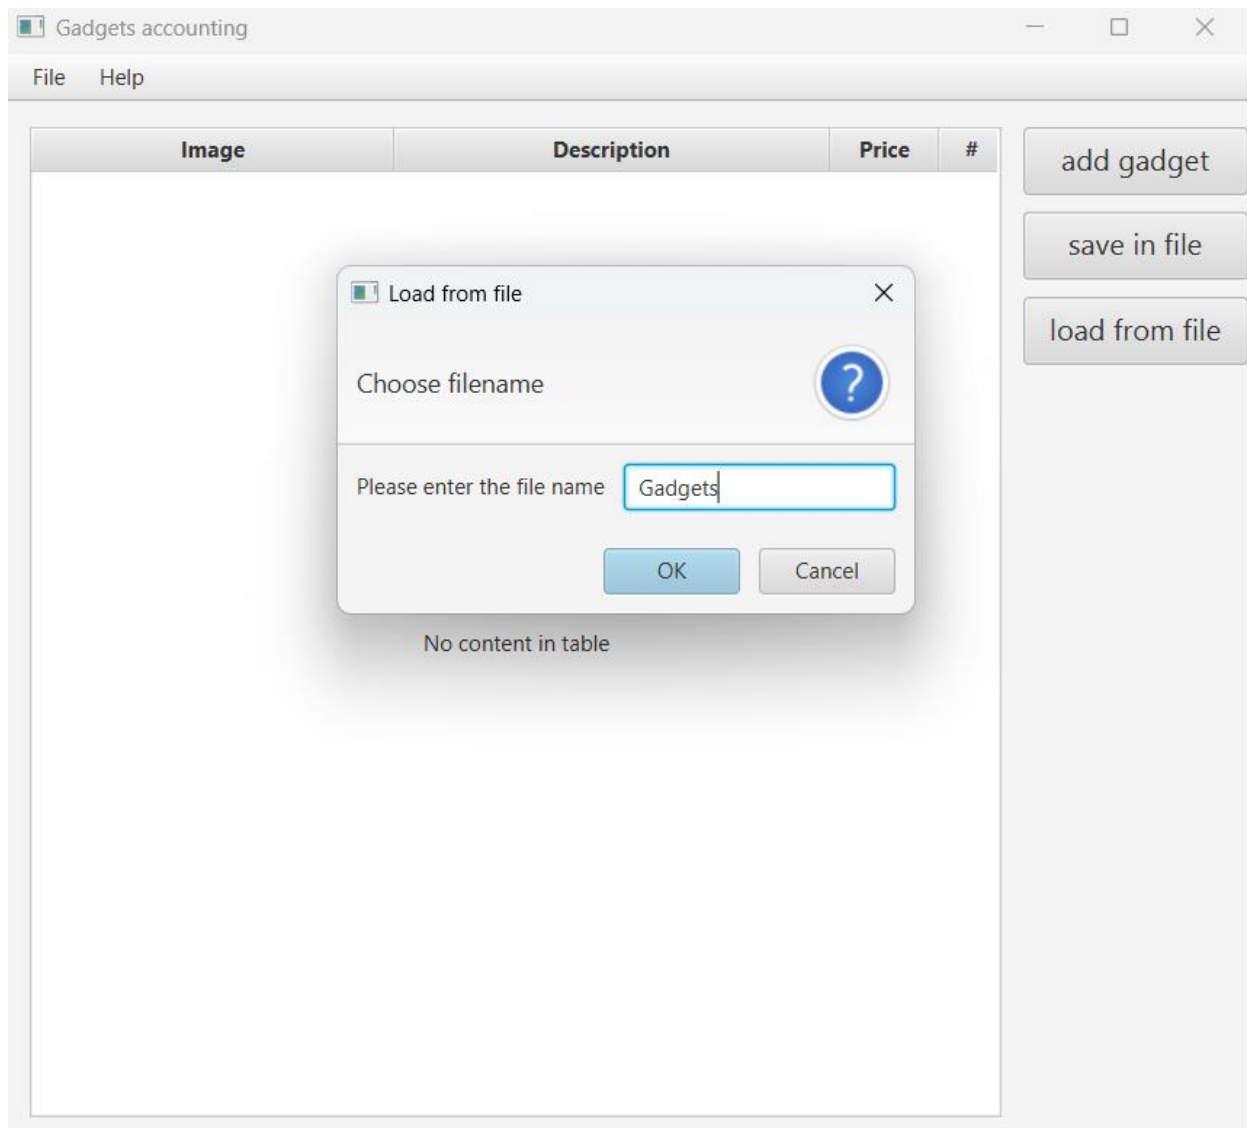 Gadgets accounting
File Help
Image Description Price #
add gadget
save in file
load from file
Load from file
Choose filename
?
Please enter the file name Gadgets
OK Cancel
No content in table